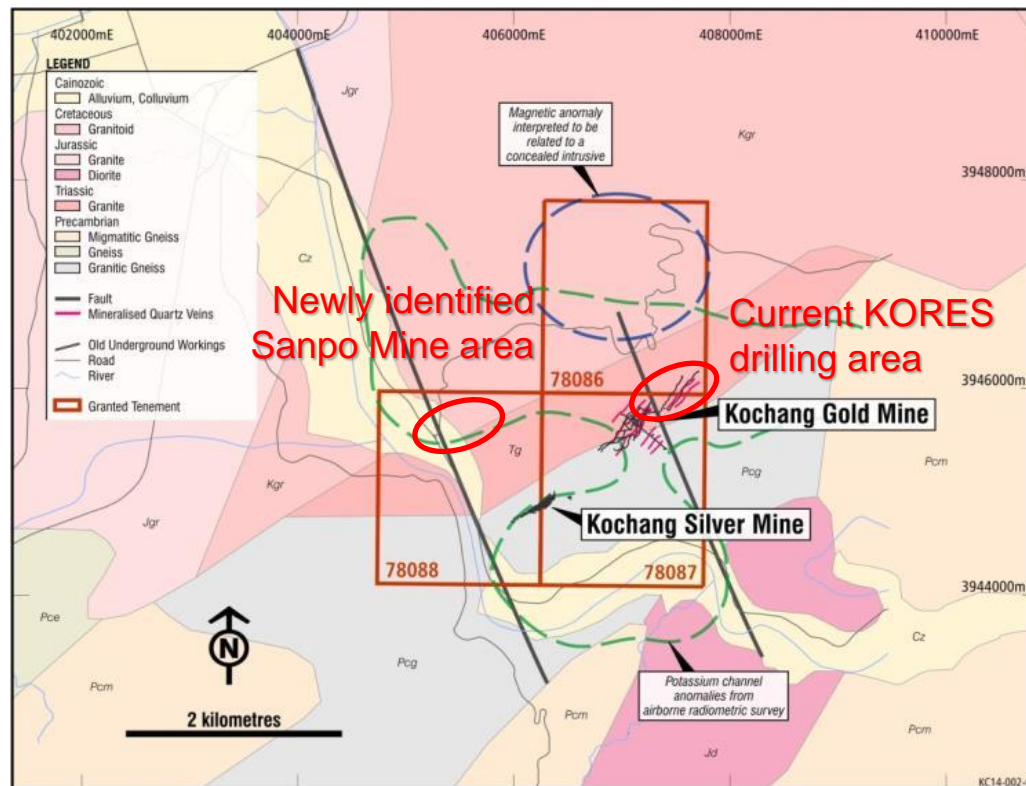 402000mE
404000mE
406000mE
408000mE
410000mE
LEGEND
Cainozoic
Alluvium, Colluvium
Cretaceous
Granitoid
Jurassic
Granite
Diorite
Triassic
Granite
Precambrian
Migmatitic Gneiss
Gneiss
Granitic Gneiss
Fault
Mineralised Quartz Veins
Old Underground Workings
Road
River
Granted Tenement
Jgr
Magnetic anomaly
interpreted to be
related to a
concealed intrusive
Kgr
3948000m
Cz
Newly identified
Sanpo Mine area
Current KORES
drilling area
78086
3946000m
Kochang Gold Mine
Tg
Kgr
Pcg
Pcm
Jgr
Kochang Silver Mine
78088
78087
3944000m
Pce
N
Pcg
Cz
Pcm
2 kilometres
Potassium channel
anomalies from
airborne radiometric survey
Pcm
Pcm
Jd
KC14-002-